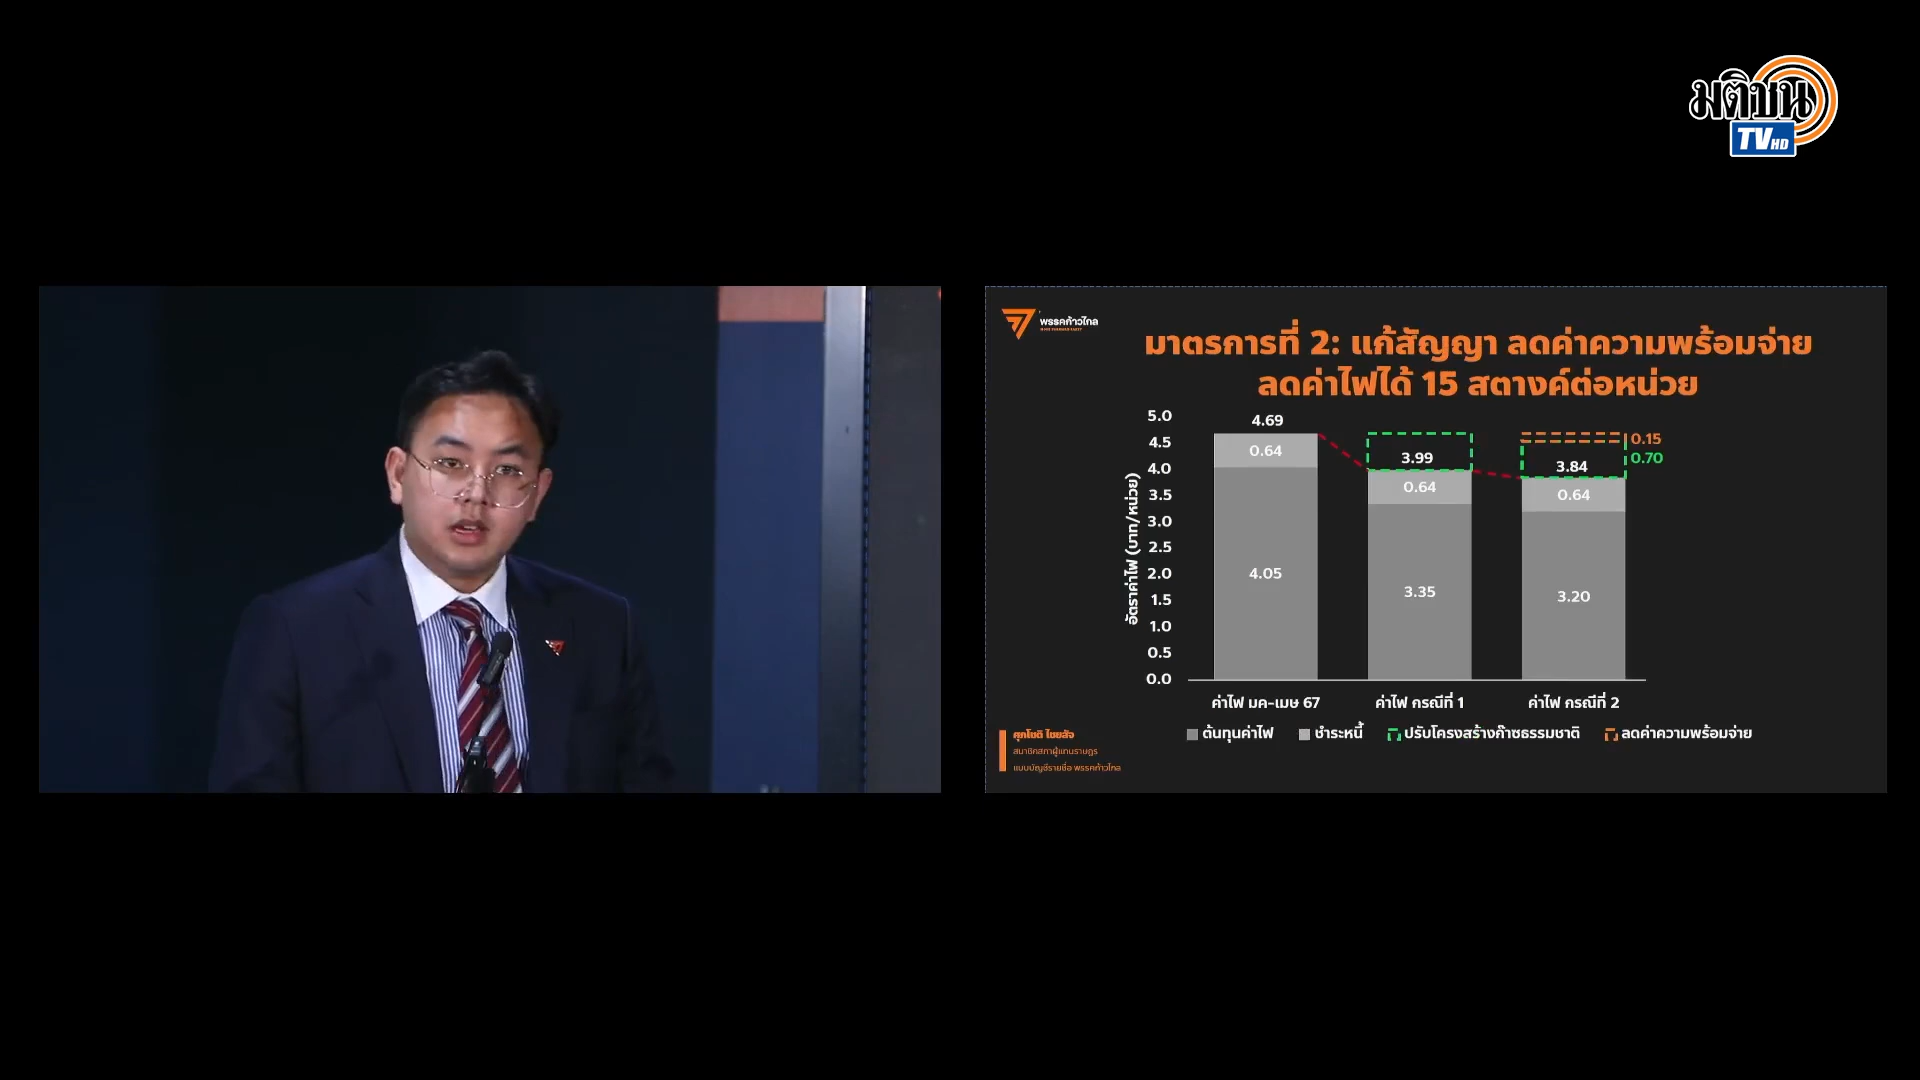 มติชน
TV HD
พรรคก้าวไกล
MOVE FORWARD PARTY
มาตรการที่ 2: แก้สัญญา ลดค่าความพร้อมจ่าย
ลดค่าไฟได้ 15 สตางค์ต่อหน่วย
อัตราค่าไฟ (บาท/หน่วย)
5.0
4.5
4.0
3.5
3.0
2.5
2.0
1.5
1.0
0.5
0.0
4.69
0.64
4.05
3.99
0.64
3.35
3.84
0.64
3.20
0.15
0.70
ค่าไฟ มค-เมษ 67
ค่าไฟ กรณีที่ 1
ค่าไฟ กรณีที่ 2
ต้นทุนค่าไฟ
ชำระหนี้
ปรับโครงสร้างก๊าซธรรมชาติ
ลดค่าความพร้อมจ่าย
ศุภโชติ ไชยสัจ
สมาชิกสภาผู้แทนราษฎร
แบบบัญชีรายชื่อ พรรคก้าวไกล